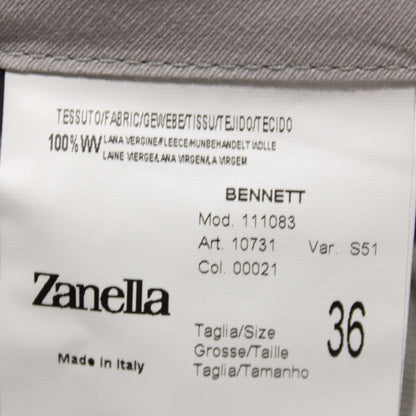 TESSUTO/FABRIC/GEWEBE/TISSU/TEJIDO/TECIDO
100% WV LANA VERGINE/FLEECE/HUNBEHANDELT WOLLE
LAINE VIERGE/LANA VIRGEN/LA VIRGEM
BENNETT
Mod. 111083
Art. 10731 Var. S51
Col. 00021
Zanella
Made in Italy
Taglia/Size
Grosse/Taille
Taglia/Tamanho
36